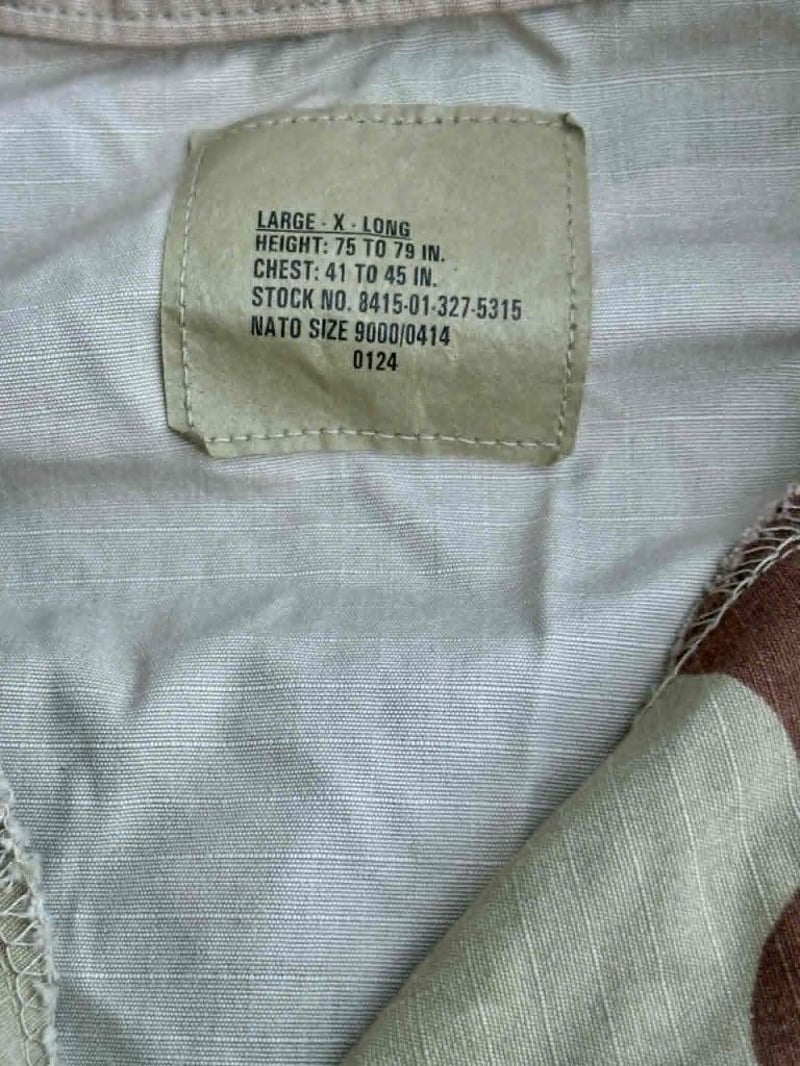 LARGE - X - LONG
HEIGHT: 75 TO 79 IN.
CHEST: 41 TO 45 IN.
STOCK NO. 8415-01-327-5315
NATO SIZE 9000/0414
0124